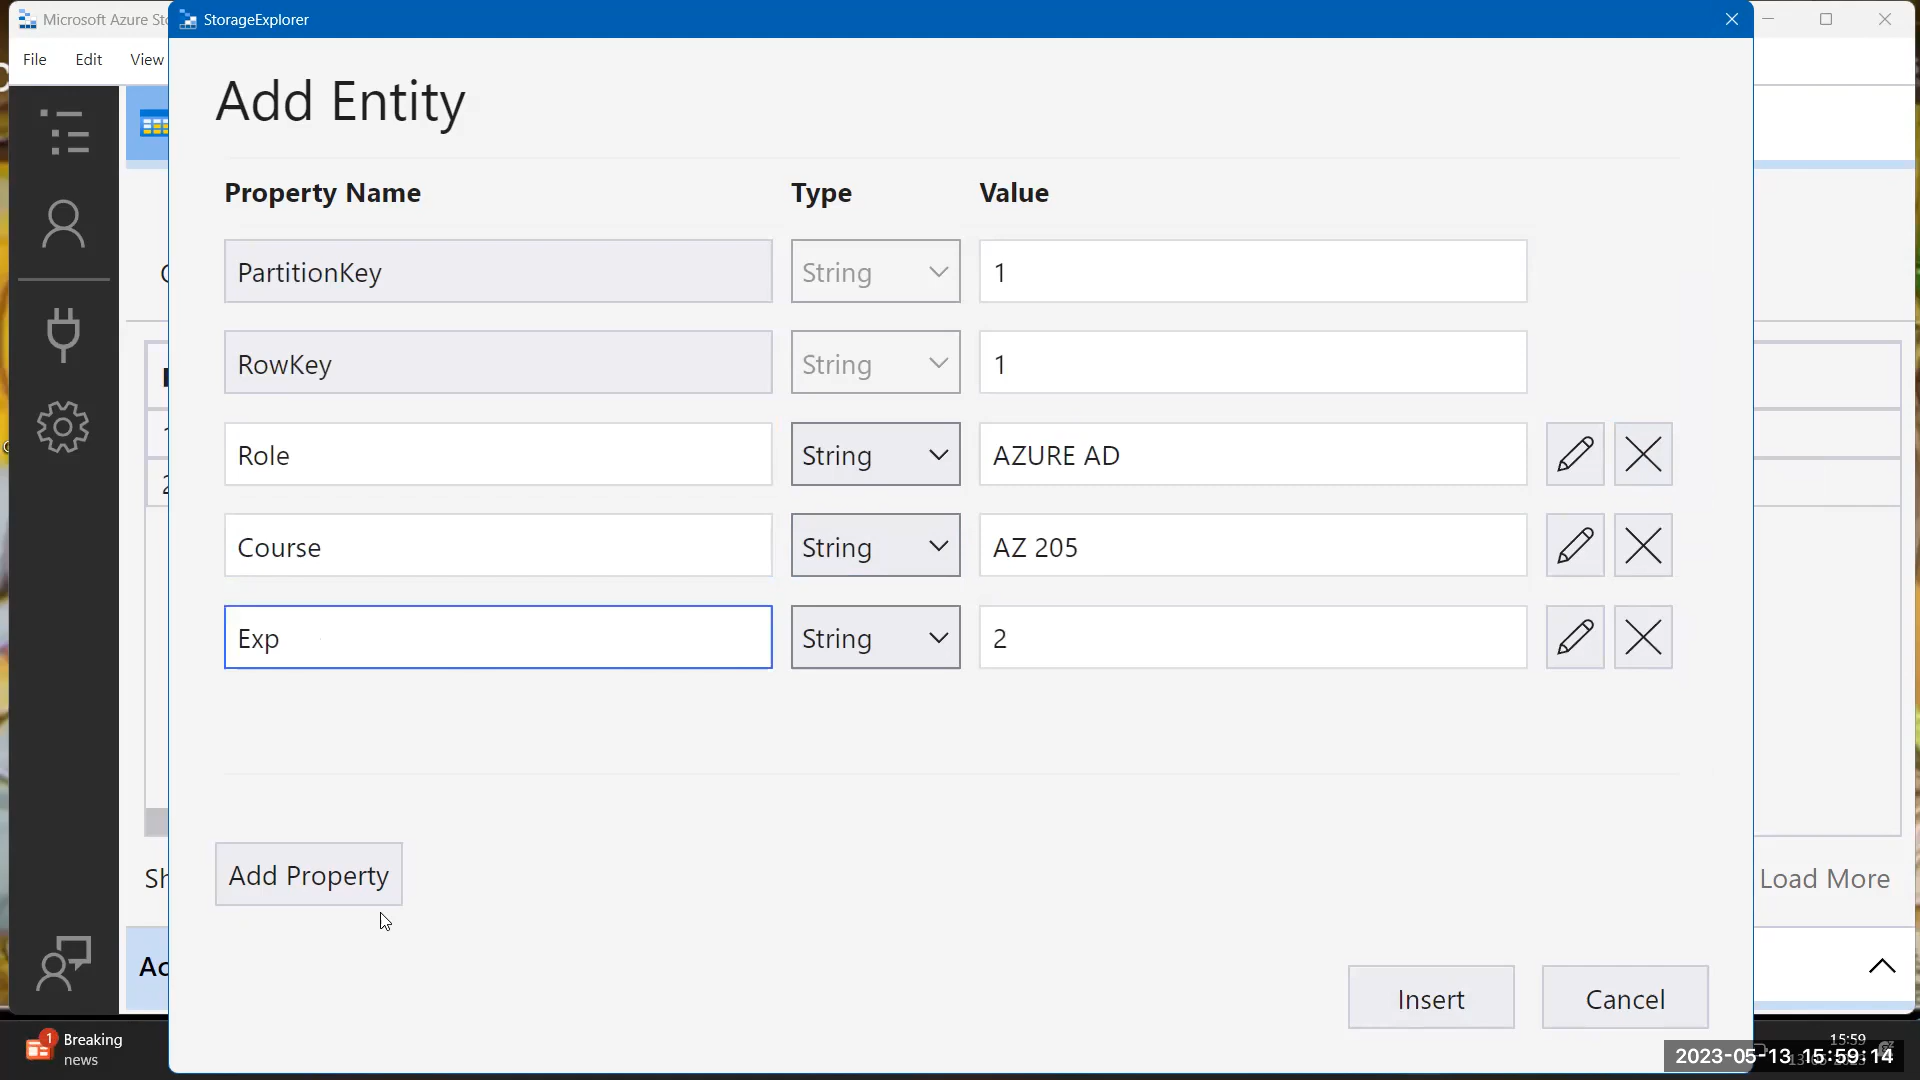 Microsoft Azure Sto
StorageExplorer
File Edit View
Add Entity
Property Name Type Value
PartitionKey String 1
RowKey String 1
Role String AZURE AD
Course String AZ 205
Exp String 2
Add Property
Load More
Insert Cancel
1 Breaking
news
15:59
2023-05-13 15:59:14